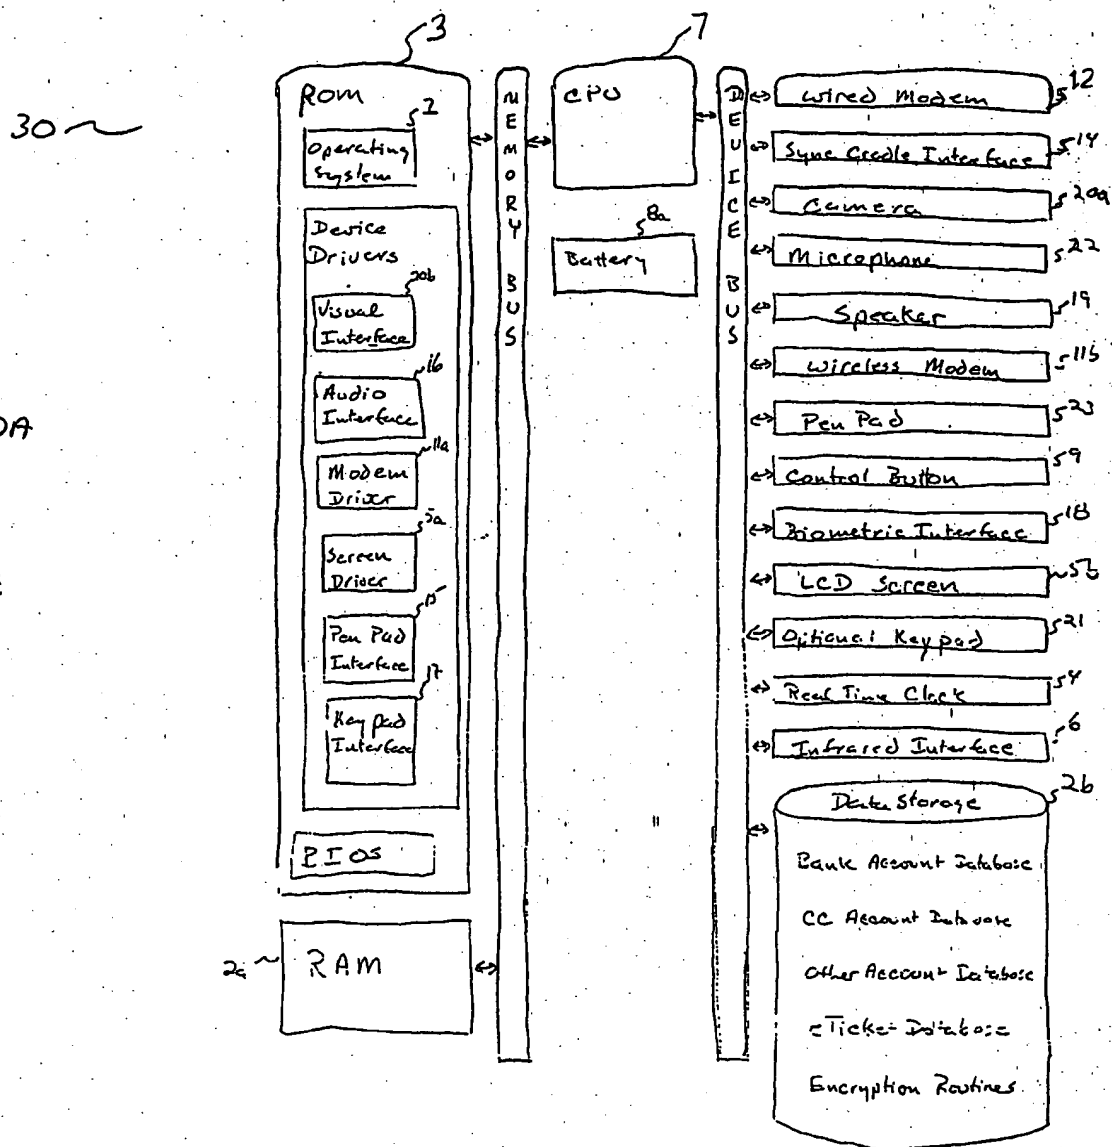 30
3
ROM
2
Operating
System
Device
Drivers
20b
Visual
Interface
16
Audio
Interface
11a
Modem
Driver
5a
Screen
Driver
15
Pen Pad
Interface
17
Keypad
Interface
BIOS
2a
RAM
MEMORY BUS
7
CPU
8a
Battery
DEVICE BUS
Wired Modem
12
Sync Cradle Interface
14
Camera
20a
Microphone
22
Speaker
19
Wireless Modem
11b
Pen Pad
23
Control Button
9
Biometric Interface
18
LCD Screen
5b
Optional Keypad
21
Real Time Clock
4
Infrared Interface
6
Data Storage
2b
Bank Account Database
CC Account Database
Other Account Database
eTicket Database
Encryption Routines